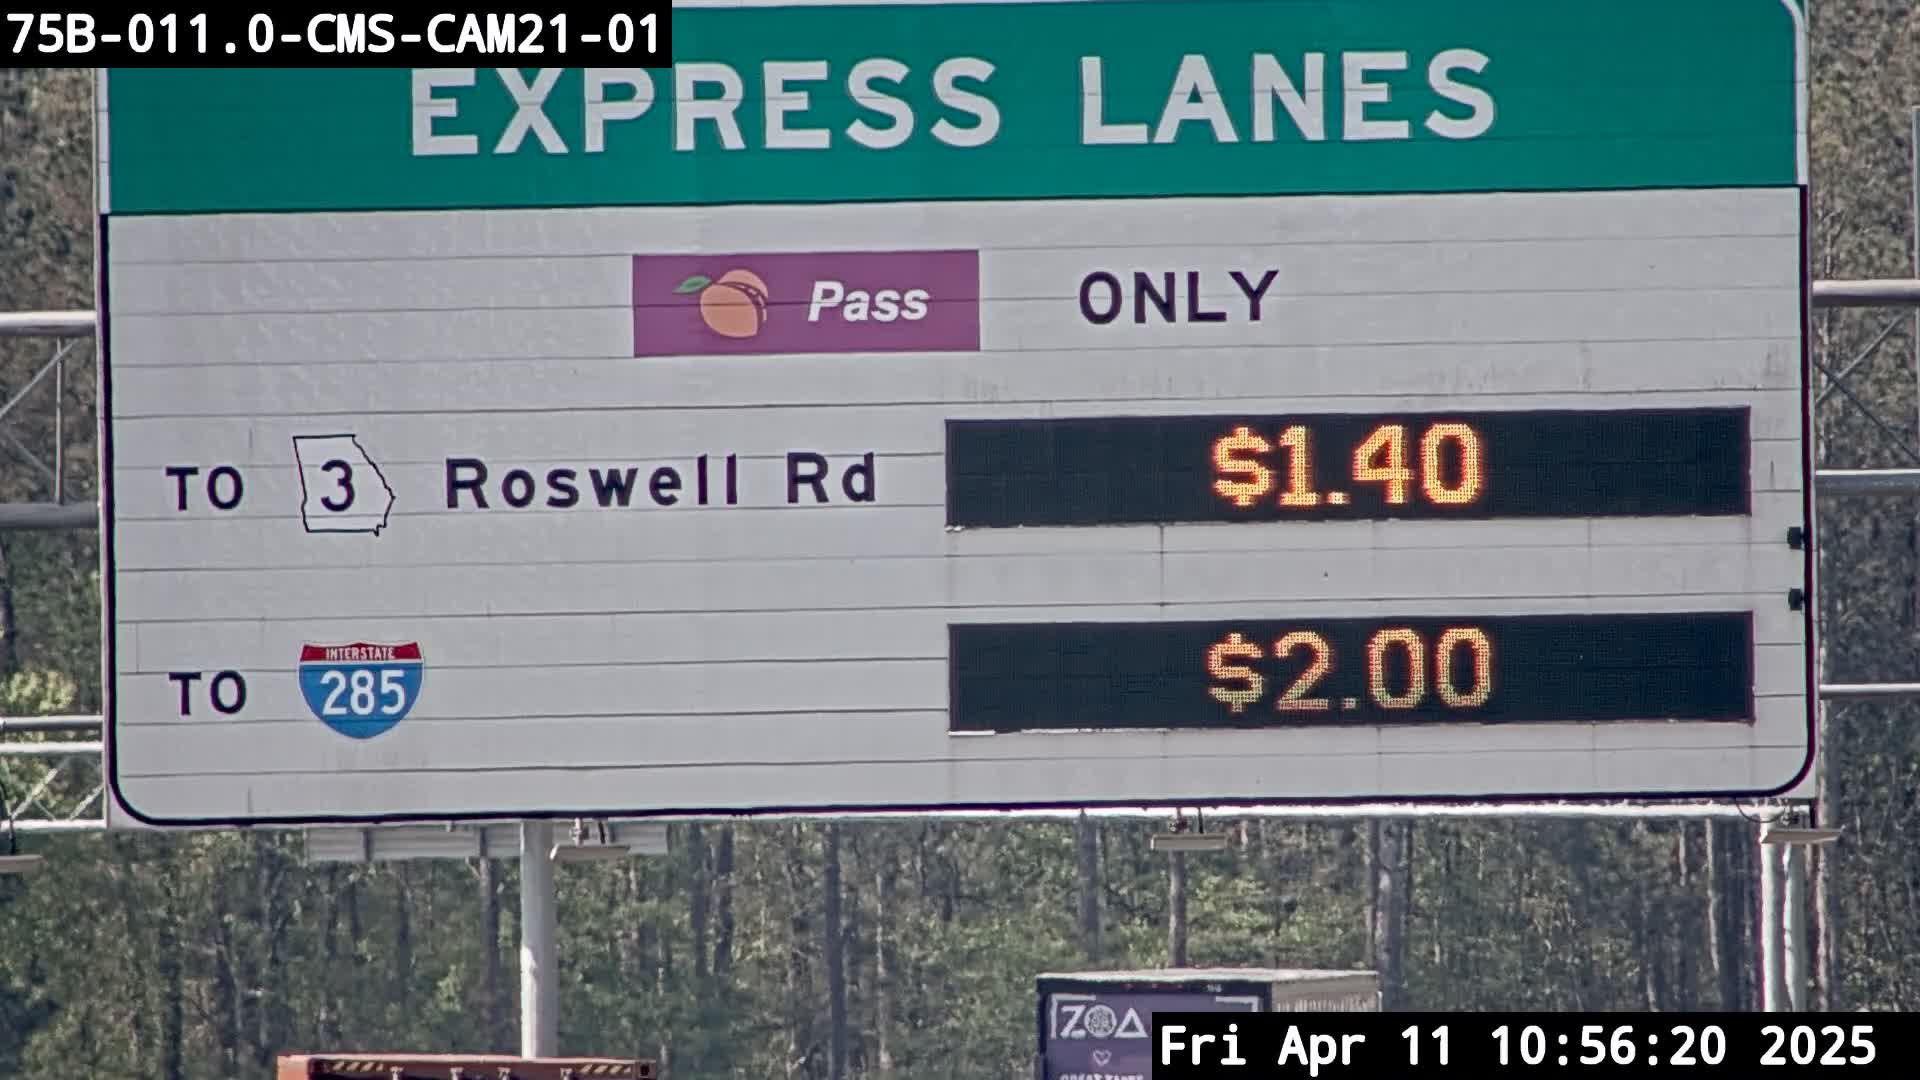 75B-011.0-CMS-CAM21-01
EXPRESS LANES
Pass ONLY
TO 3 Roswell Rd $1.40
INTERSTATE
TO 285 $2.00
ZOA
Fri Apr 11 10:56:20 2025